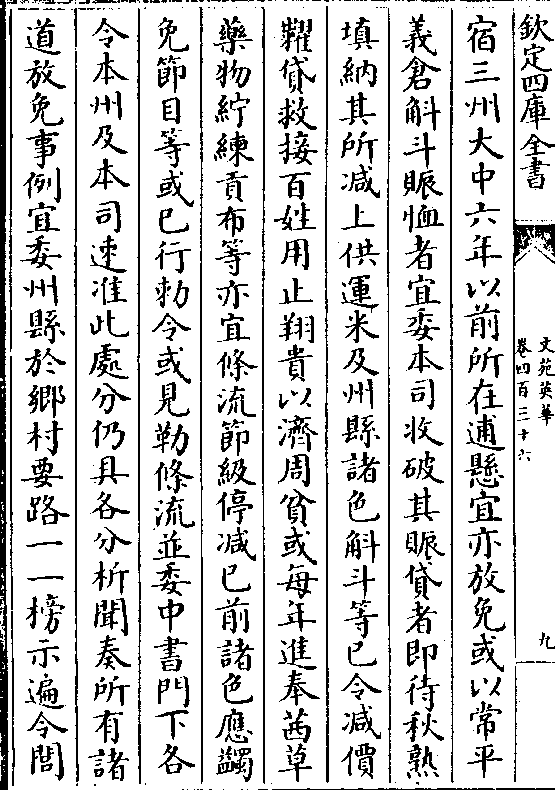 欽定四庫全書
文苑英華
卷四百三十六
九
宿三州大中六年以前所在逋懸宜亦放免或以常平
義倉斛斗賑恤者宜委本司收破其賑貸者即待秋熟
填納其所减上供運米及州縣諸色斛斗等已令减價
糶貸救接百姓用止翔貴以濟周貧或每年進奉茜草
藥物紵練貢布等亦宜條流節級停减已前諸色應蠲
免節目等或已行勅令或見勒條流並委中書門下各
令本州及本司速准此處分仍具各分析聞奏所有諸
道放免事例宜委州縣於鄉村要路一一榜示遍令閭